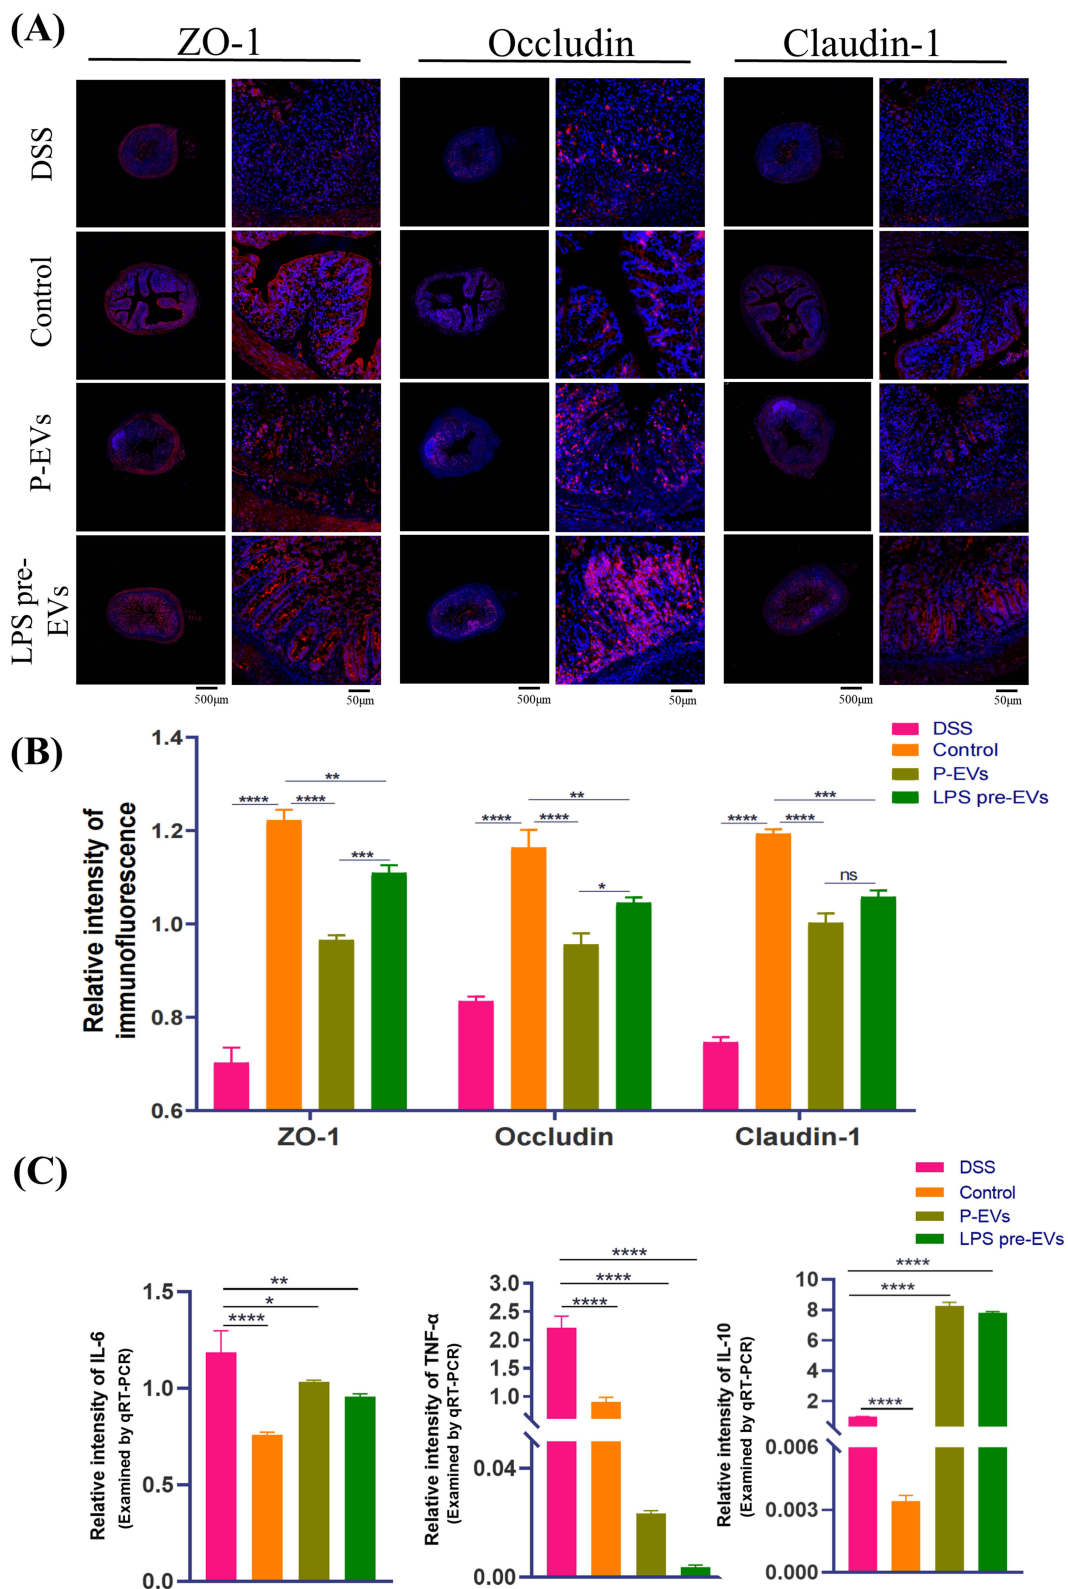 (A)
ZO-1
Occludin
Claudin-1
DSS
Control
P-EVs
LPS pre-
EVs
500μm
50μm
500μm
50μm
500μm
50μm
(B)
Relative intensity of
immunofluorescence
1.4
1.2
1.0
0.8
0.6
DSS
Control
P-EVs
LPS pre-EVs
**
**** ****
***
**
**** ****
*
***
**** ****
ns
ZO-1
Occludin
Claudin-1
(C)
DSS
Control
P-EVs
LPS pre-EVs
Relative intensity of IL-6
(Examined by qRT-PCR)
1.5
1.0
0.5
0.0
**
*
****
Relative intensity of TNF-α
(Examined by qRT-PCR)
3.0
2.5
2.0
1.5
1.0
0.04
0.00
****
****
****
Relative intensity of IL-10
(Examined by qRT-PCR)
10
8
6
4
2
0.006
0.003
0.000
****
****
****